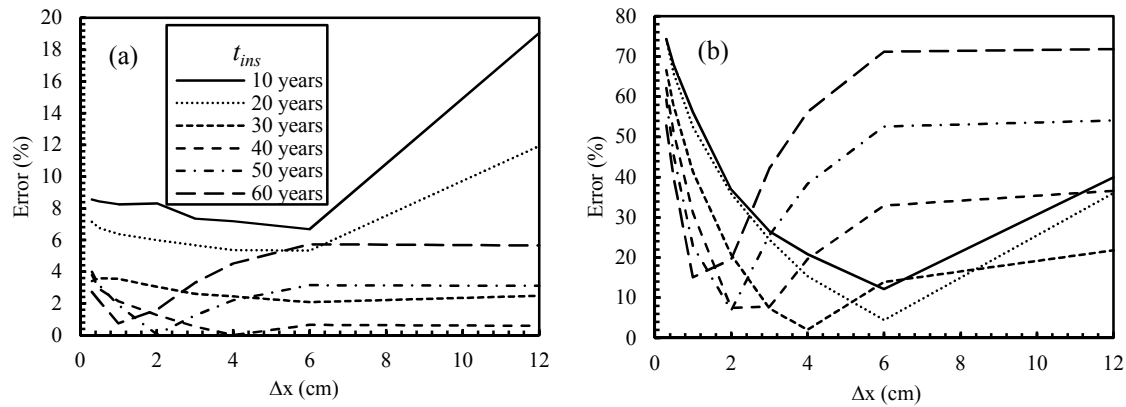 (a)
t_ins
10 years
20 years
30 years
40 years
50 years
60 years
20
18
16
14
12
10
8
6
4
2
0
Error (%)
0 2 4 6 8 10 12
Δx (cm)
(b)
80
70
60
50
40
30
20
10
0
Error (%)
0 2 4 6 8 10 12
Δx (cm)